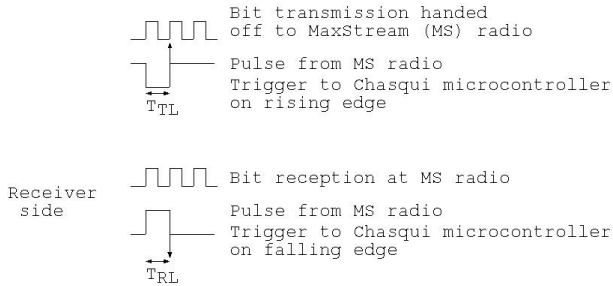 Bit transmission handed
off to MaxStream (MS) radio
Pulse from MS radio
Trigger to Chasqui microcontroller
on rising edge
TTL
Bit reception at MS radio
Receiver
side
Pulse from MS radio
Trigger to Chasqui microcontroller
on falling edge
TRL